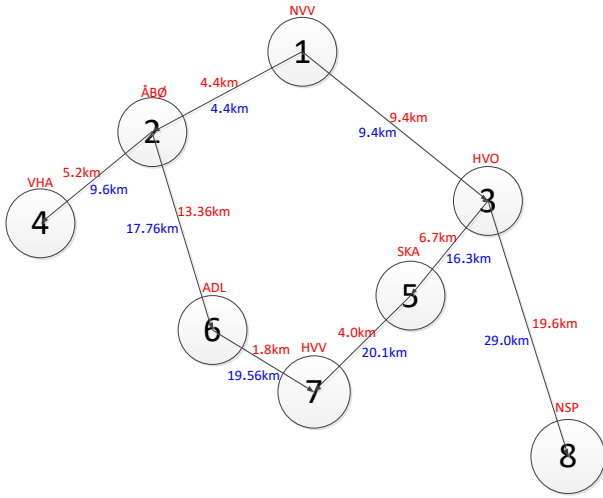 NVV
1
4.4km
4.4km
9.4km
9.4km
ÅBØ
2
HVO
3
VHA
4
5.2km
9.6km
13.36km
17.76km
6.7km
16.3km
SKA
5
ADL
6
1.8km
19.56km
HVV
7
4.0km
20.1km
19.6km
29.0km
NSP
8